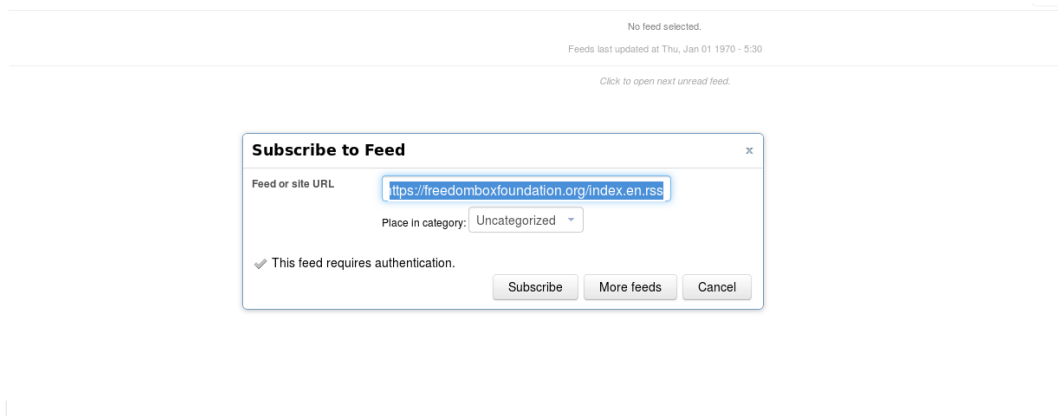 No feed selected.
Feeds last updated at Thu, Jan 01 1970 - 5:30
Click to open next unread feed.
Subscribe to Feed x
Feed or site URL ttps://freedomboxfoundation.org/index.en.rss
Place in category: Uncategorized
This feed requires authentication.
Subscribe More feeds Cancel